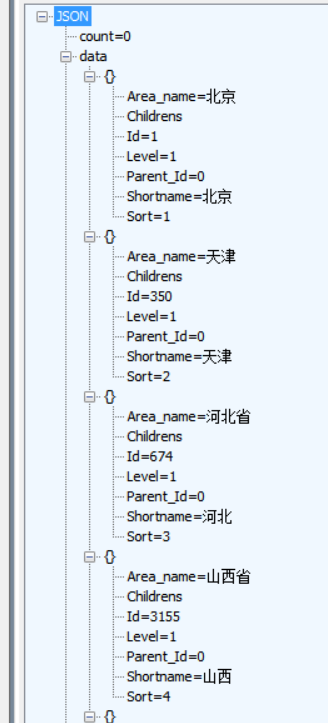 JSON
count=0
data
{}
Area_name=北京
Childrens
Id=1
Level=1
Parent_Id=0
Shortname=北京
Sort=1
{}
Area_name=天津
Childrens
Id=350
Level=1
Parent_Id=0
Shortname=天津
Sort=2
{}
Area_name=河北省
Childrens
Id=674
Level=1
Parent_Id=0
Shortname=河北
Sort=3
{}
Area_name=山西省
Childrens
Id=3155
Level=1
Parent_Id=0
Shortname=山西
Sort=4
{}